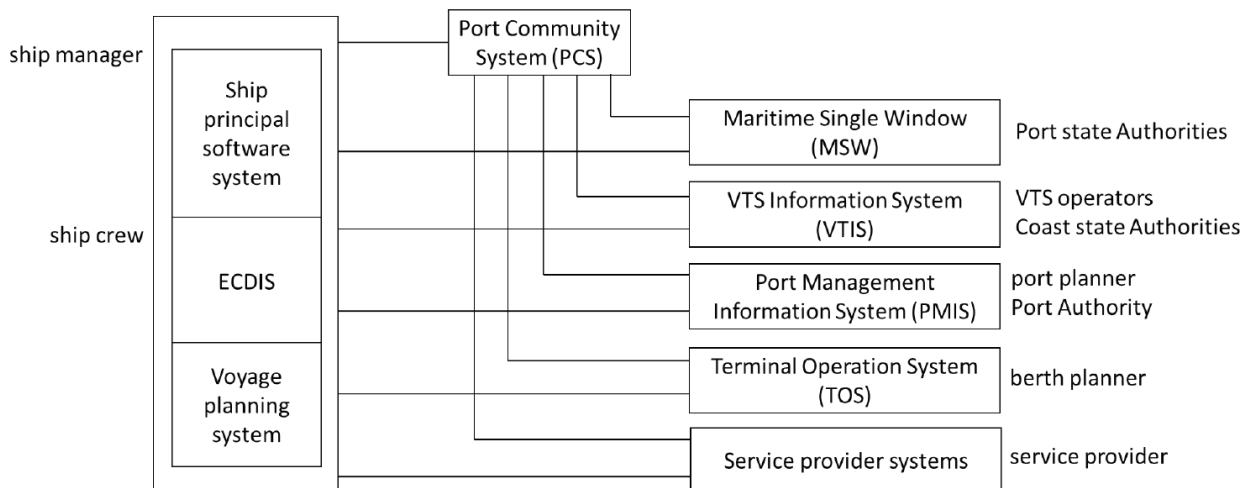 ship manager
Ship
principal
software
system
ship crew
ECDIS
Voyage
planning
system
Port Community
System (PCS)
Maritime Single Window
(MSW)
Port state Authorities
VTS Information System
(VTIS)
VTS operators
Coast state Authorities
Port Management
Information System (PMIS)
port planner
Port Authority
Terminal Operation System
(TOS)
berth planner
Service provider systems
service provider